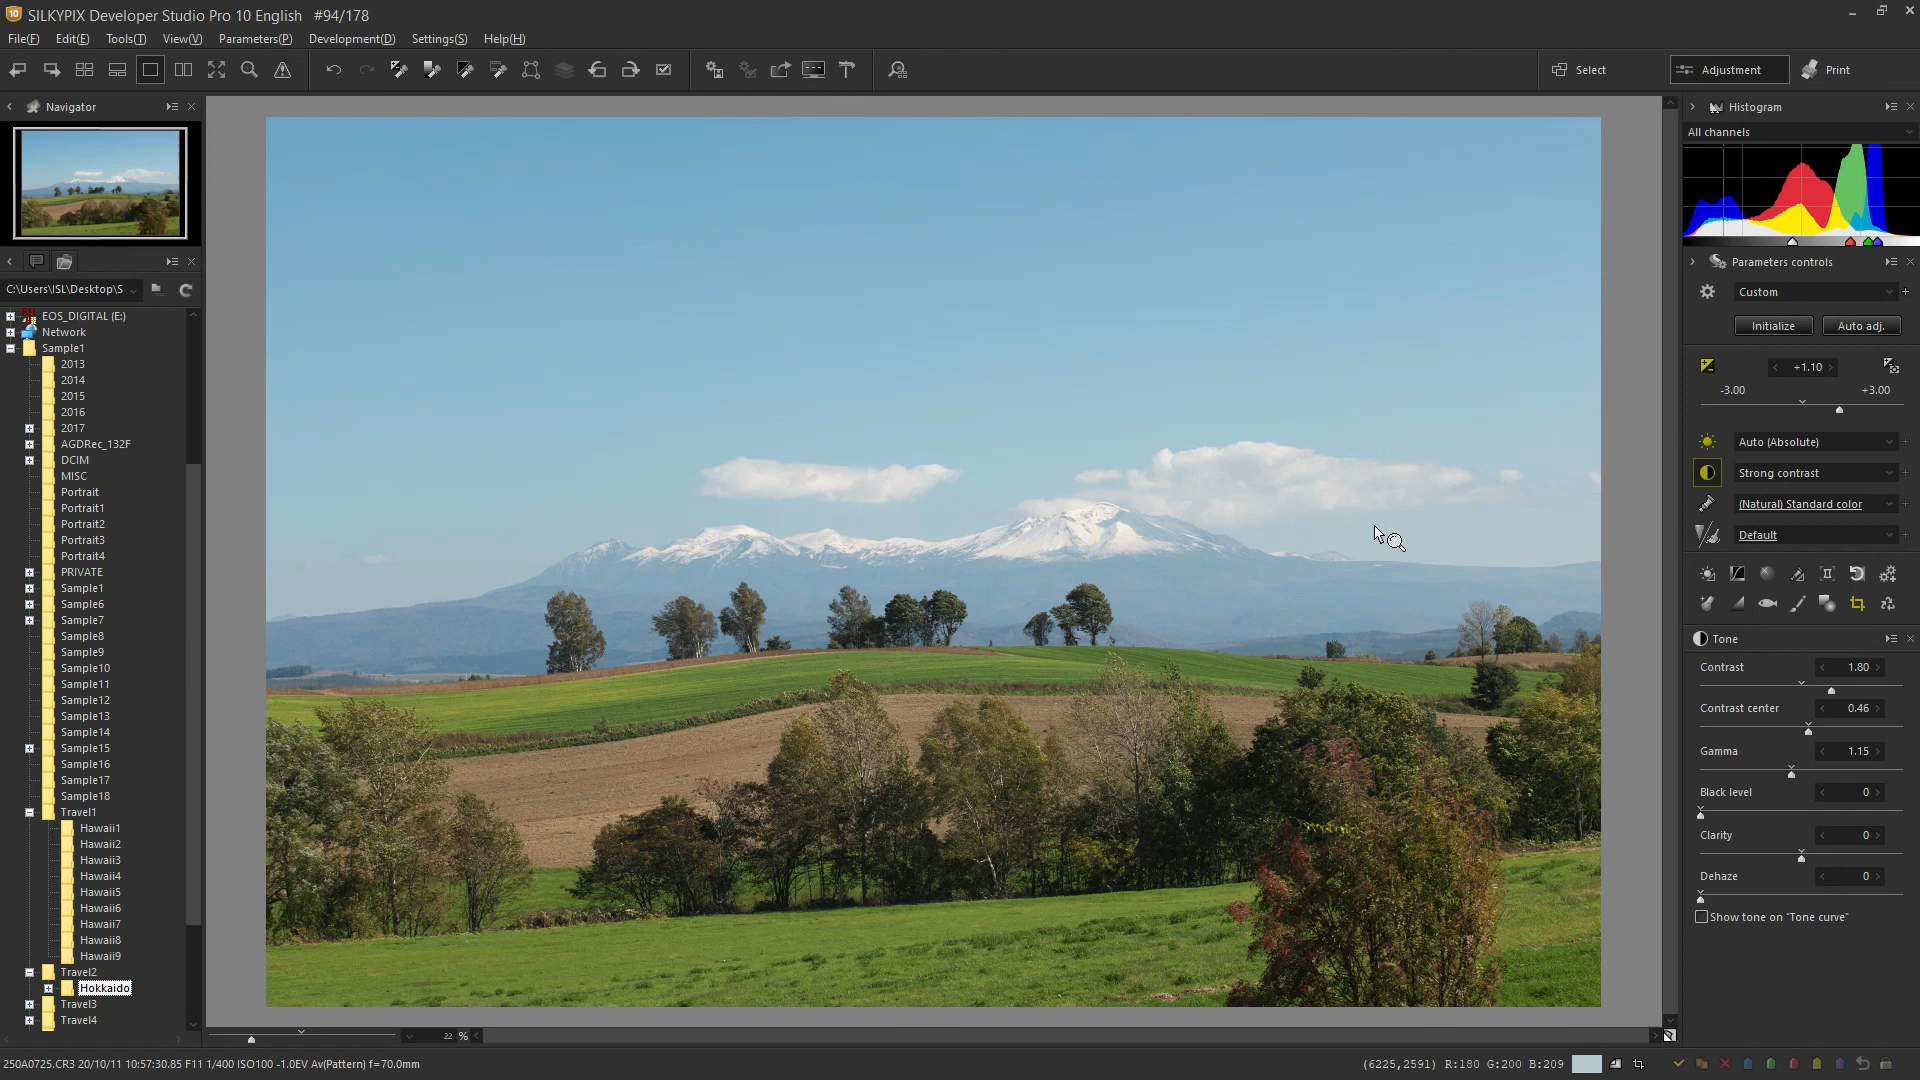 SILKYPIX Developer Studio Pro 10 English #94/178
File(F) Edit(E) Tools(T) View(V) Parameters(P) Development(D) Settings(S) Help(H)
Select Adjustment Print
Navigator
C:\Users\ISL\Desktop\S
EOS_DIGITAL (E:)
Network
Sample1
2013
2014
2015
2016
2017
AGDRec_132F
DCIM
MISC
Portrait
Portrait1
Portrait2
Portrait3
Portrait4
PRIVATE
Sample1
Sample6
Sample7
Sample8
Sample9
Sample10
Sample11
Sample12
Sample13
Sample14
Sample15
Sample16
Sample17
Sample18
Travel1
Hawaii1
Hawaii2
Hawaii3
Hawaii4
Hawaii5
Hawaii6
Hawaii7
Hawaii8
Hawaii9
Travel2
Hokkaido
Travel3
Travel4
22 %
Histogram
All channels
Parameters controls
Custom
Initialize Auto adj.
+1.10
-3.00 +3.00
Auto (Absolute)
Strong contrast
(Natural) Standard color
Default
Tone
Contrast 1.80
Contrast center 0.46
Gamma 1.15
Black level 0
Clarity 0
Dehaze 0
Show tone on "Tone curve"
250A0725.CR3 20/10/11 10:57:30.85 F11 1/400 ISO100 -1.0EV Av(Pattern) f=70.0mm
(6225,2591) R:180 G:200 B:209